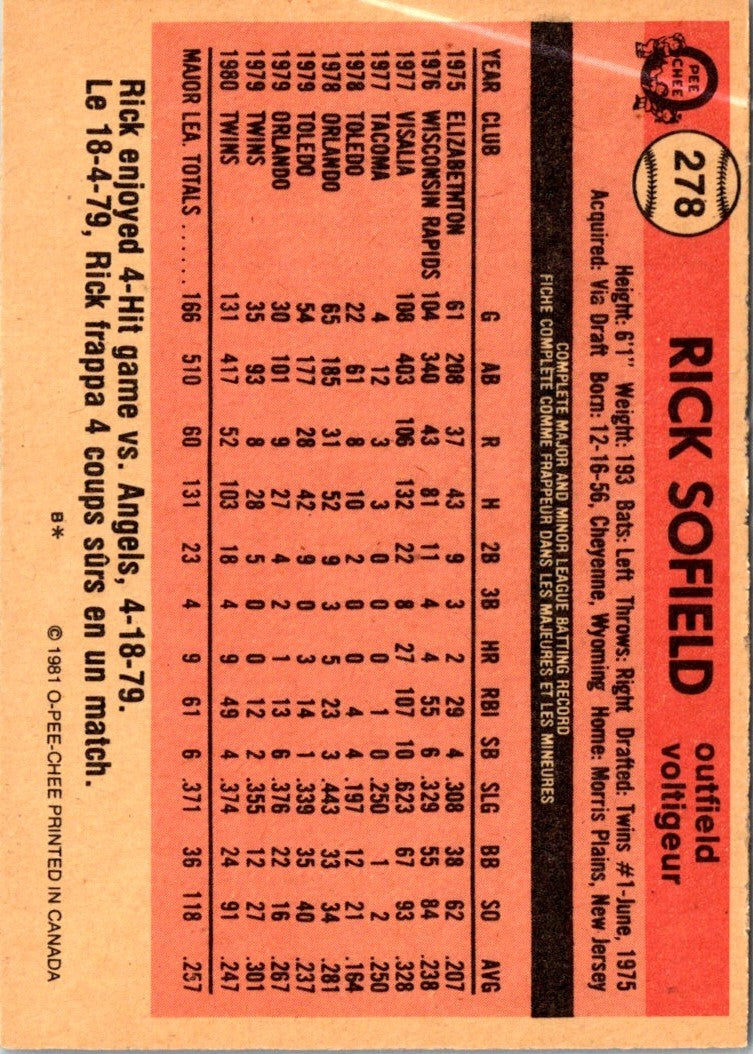 O PEE CHEE
278
RICK SOFIELD
outfield
voltigeur
Height: 6'1" Weight: 193 Bats: Left Throws: Right Drafted: Twins #1-June, 1975
Acquired: Via Draft Born: 12-16-56, Cheyenne, Wyoming Home: Morris Plains, New Jersey
COMPLETE MAJOR AND MINOR LEAGUE BATTING RECORD
FICHE COMPLETE COMME FRAPPEUR DANS LES MAJEURES ET LES MINEURES
YEAR CLUB G AB R H 2B 3B HR RBI SB SLG BB SO AVG
1975 ELIZABETHTON 61 208 37 43 9 3 2 29 4 .308 38 62 .207
1976 WISCONSIN RAPIDS 104 340 43 81 11 4 4 55 6 .329 55 84 .238
1977 VISALIA 108 403 106 132 22 8 27 107 10 .623 67 93 .328
1977 TACOMA 4 12 3 3 0 0 0 1 0 .250 1 2 .250
1978 TOLEDO 22 61 8 10 2 0 0 4 4 .197 12 21 .164
1978 ORLANDO 65 185 31 52 9 3 5 23 3 .443 33 34 .281
1979 TOLEDO 54 177 28 42 9 0 3 14 1 .339 35 40 .237
1979 ORLANDO 30 101 9 27 4 2 1 13 6 .376 22 16 .267
1979 TWINS 35 93 8 28 5 0 0 12 2 .355 12 27 .301
1980 TWINS 131 417 52 103 18 4 9 49 4 .374 24 91 .247
MAJOR LEA. TOTALS ...... 166 510 60 131 23 4 9 61 6 .371 36 118 .257
Rick enjoyed 4-Hit game vs. Angels, 4-18-79.
Le 18-4-79, Rick frappa 4 coups sûrs en un match.
B* © 1981 O-PEE-CHEE PRINTED IN CANADA